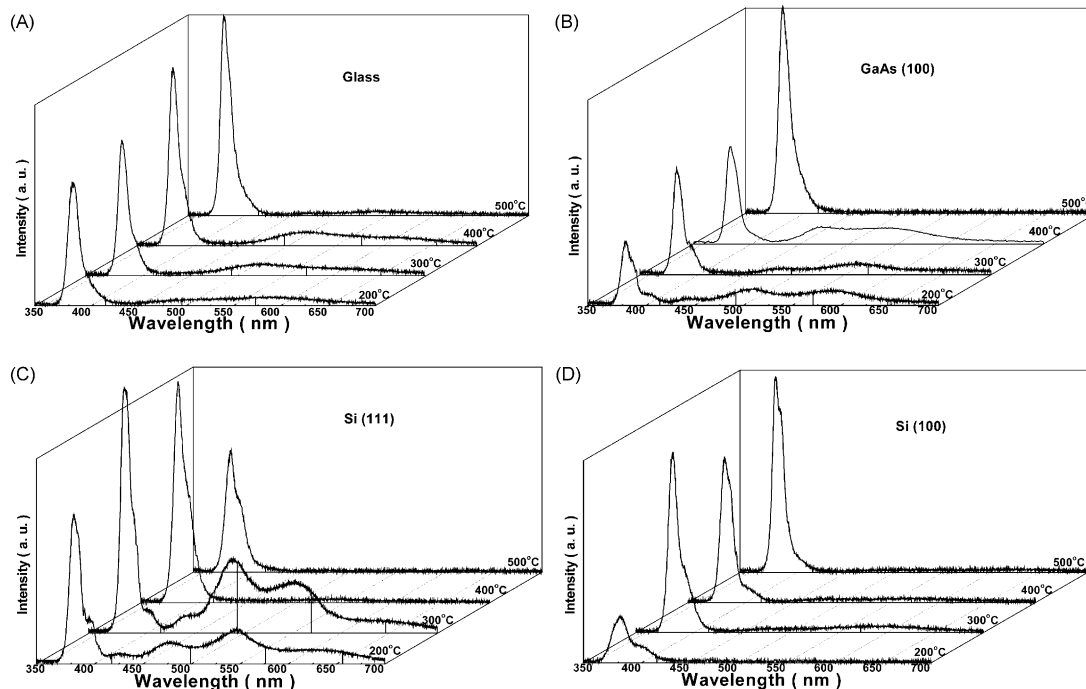 (A)
Glass
Intensity ( a. u. )
500°C
400°C
300°C
200°C
350 400 450 500 550 600 650 700
Wavelength ( nm )
(B)
GaAs (100)
Intensity ( a. u. )
500°C
400°C
300°C
200°C
350 400 450 500 550 600 650 700
Wavelength ( nm )
(C)
Si (111)
Intensity ( a. u. )
500°C
400°C
300°C
200°C
350 400 450 500 550 600 650 700
Wavelength ( nm )
(D)
Si (100)
Intensity ( a. u. )
500°C
400°C
300°C
200°C
350 400 450 500 550 600 650 700
Wavelength ( nm )